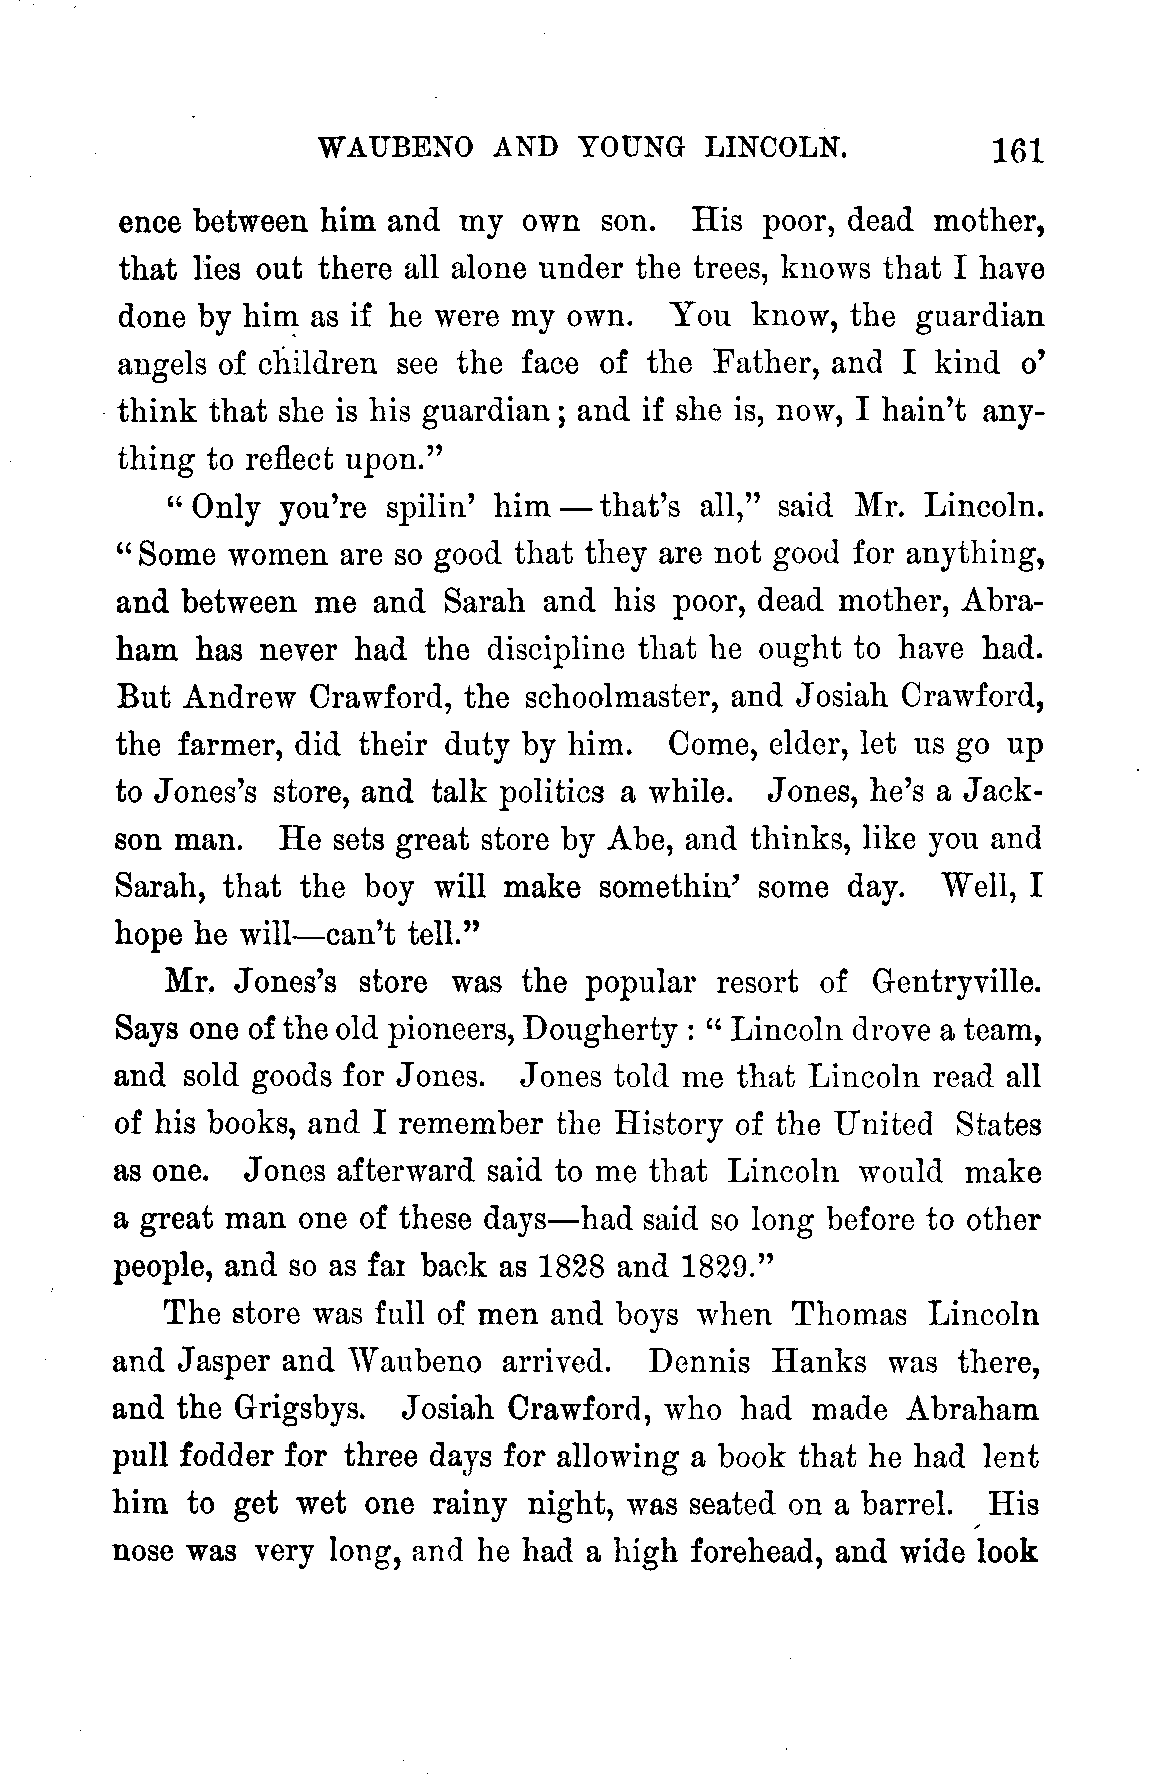 WAUBENO AND YOUNG LINCOLN. 161
ence between him and my own son. His poor, dead mother,
that lies out there all alone under the trees, knows that I have
done by him as if he were my own. You know, the guardian
angels of children see the face of the Father, and I kind o’
think that she is his guardian; and if she is, now, I hain’t any-
thing to reflect upon.”
“Only you’re spilin’ him—that’s all,” said Mr. Lincoln.
“Some women are so good that they are not good for anything,
and between me and Sarah and his poor, dead mother, Abra-
ham has never had the discipline that he ought to have had.
But Andrew Crawford, the schoolmaster, and Josiah Crawford,
the farmer, did their duty by him. Come, elder, let us go up
to Jones’s store, and talk politics a while. Jones, he’s a Jack-
son man. He sets great store by Abe, and thinks, like you and
Sarah, that the boy will make somethin’ some day. Well, I
hope he will—can’t tell.”
Mr. Jones’s store was the popular resort of Gentryville.
Says one of the old pioneers, Dougherty: “Lincoln drove a team,
and sold goods for Jones. Jones told me that Lincoln read all
of his books, and I remember the History of the United States
as one. Jones afterward said to me that Lincoln would make
a great man one of these days—had said so long before to other
people, and so as far back as 1828 and 1829.”
The store was full of men and boys when Thomas Lincoln
and Jasper and Waubeno arrived. Dennis Hanks was there,
and the Grigsbys. Josiah Crawford, who had made Abraham
pull fodder for three days for allowing a book that he had lent
him to get wet one rainy night, was seated on a barrel. His
nose was very long, and he had a high forehead, and wide look